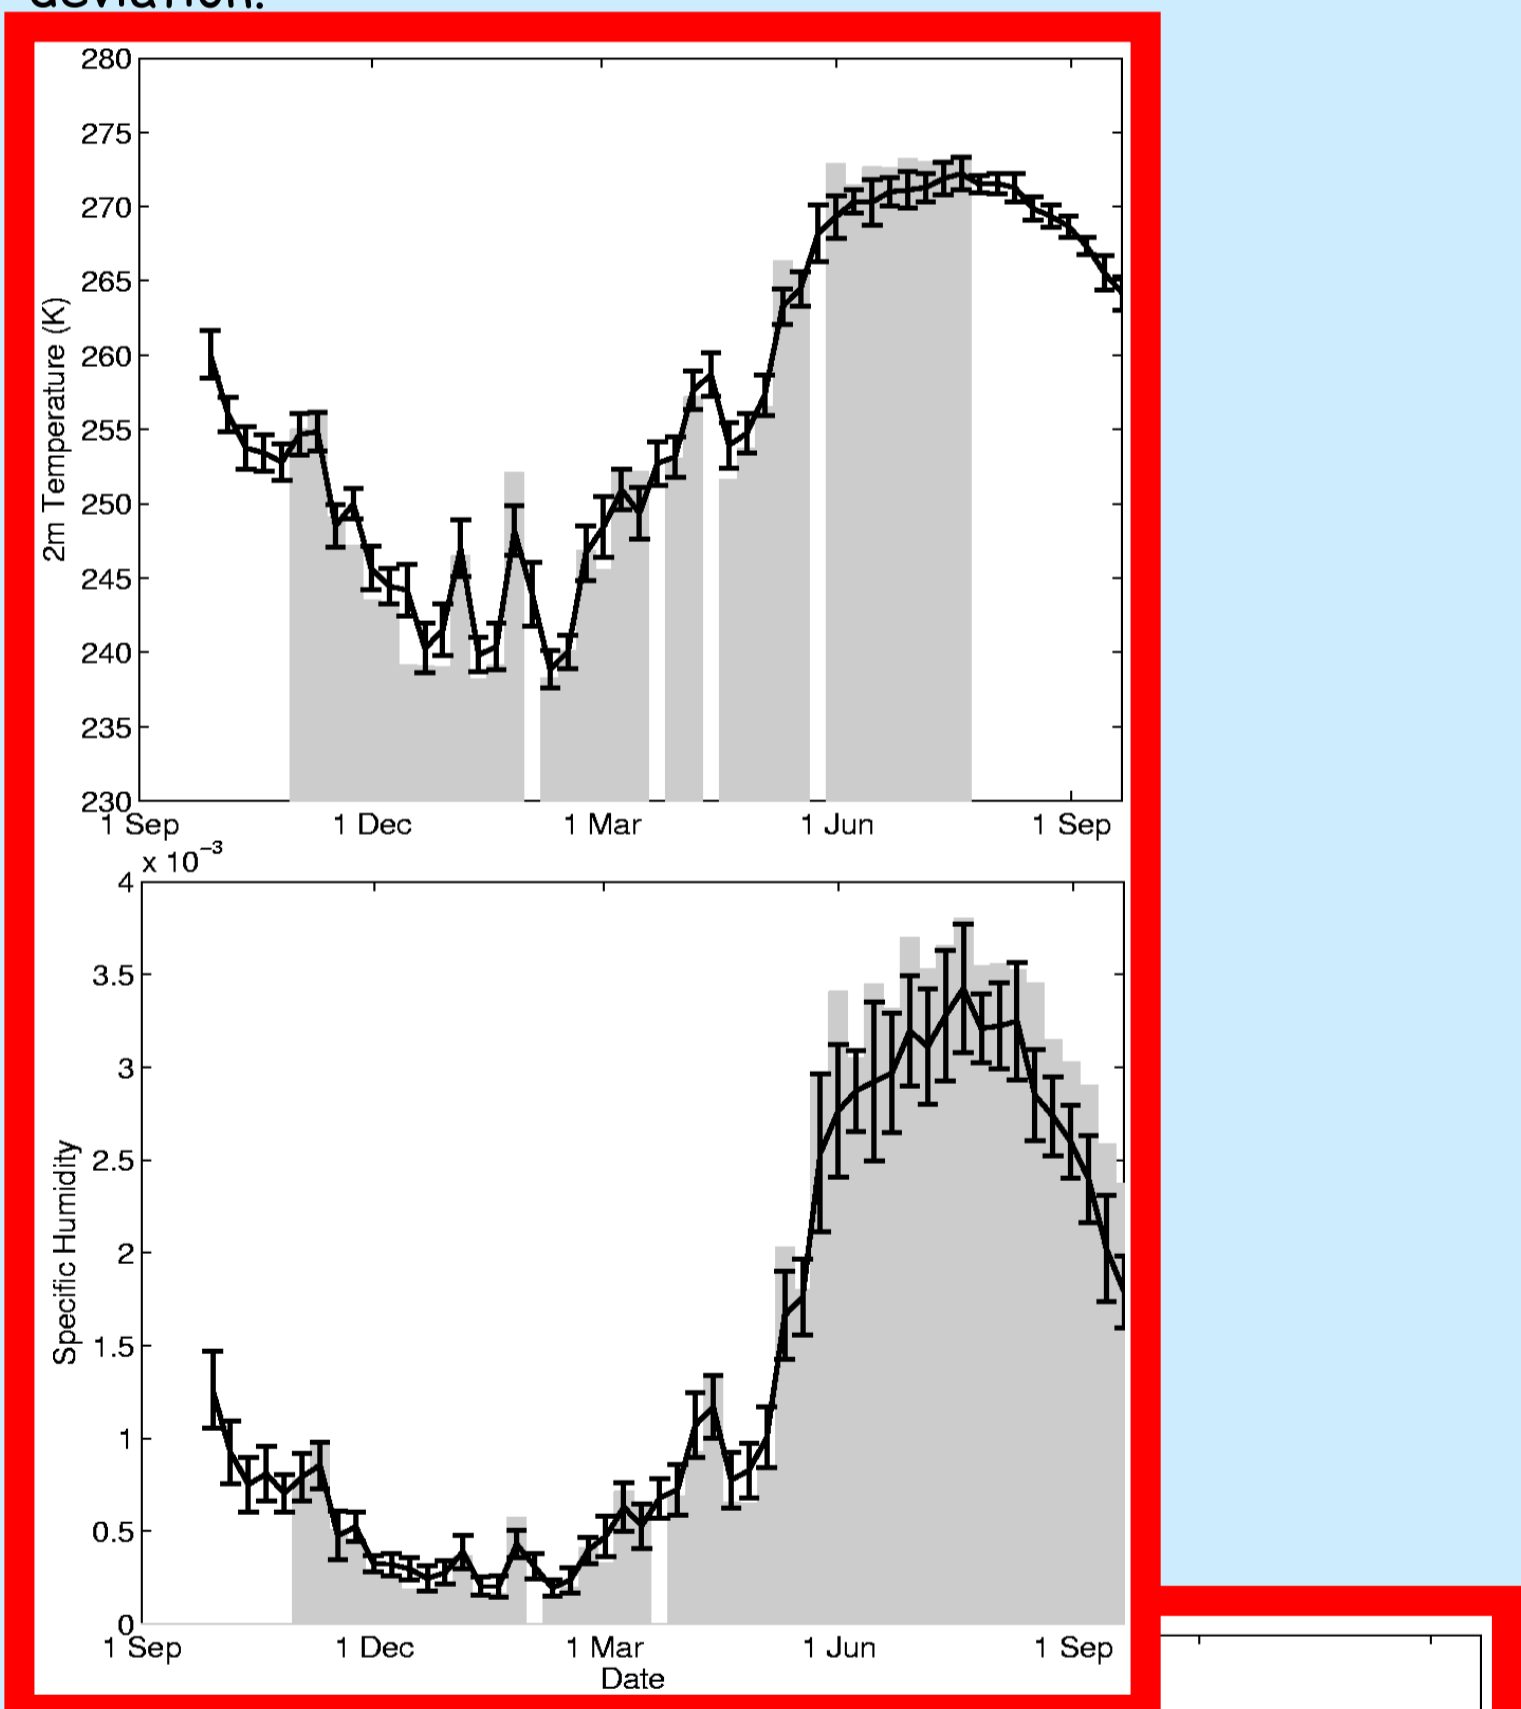 deviation.
280
275
270
265
260
255
250
245
240
235
230
2m Temperature (K)
1 Sep 1 Dec 1 Mar 1 Jun 1 Sep
x 10⁻³
4
3.5
3
2.5
2
1.5
1
0.5
0
Specific Humidity
1 Sep 1 Dec 1 Mar 1 Jun 1 Sep
Date